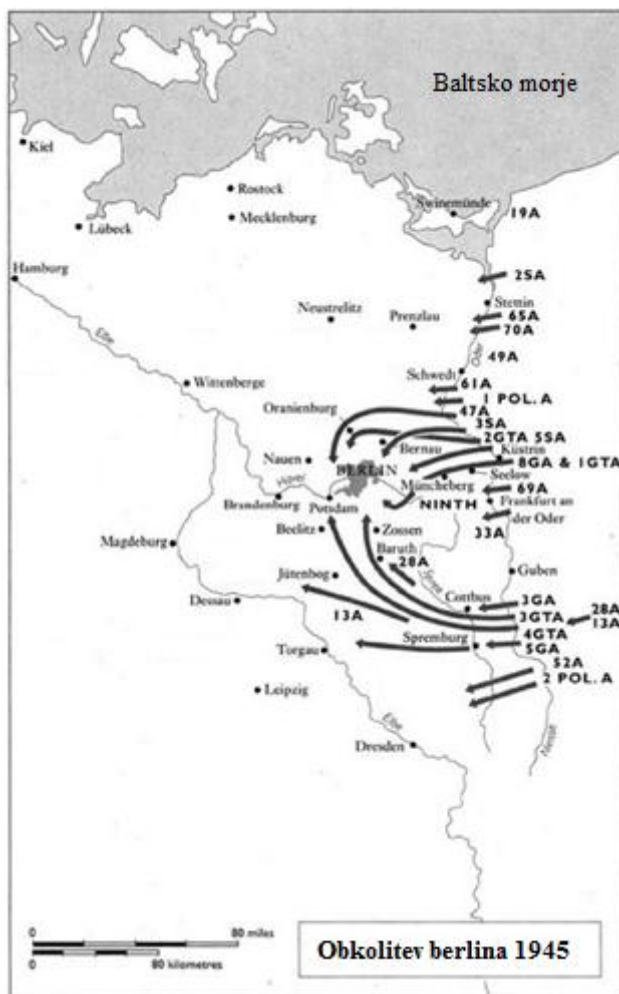 Baltsko morje
Kiel
Rostock
Mecklenburg
Swinemünde
19A
Lübeck
Hamburg
2SA
Stettin
65A
70A
Neustrelitz
Prenzlau
Elbe
Oder
49A
Schwedt
61A
Wittenberge
1 POL. A
47A
Oranienburg
3SA
2GTA 5SA
Bernau
Küstrin
Nauen
BERLIN
8GA & 1GTA
Seelow
Müncheberg
69A
Havel
Brandenburg
Potsdam
NINTH
Frankfurt an
der Oder
33A
Beelitz
Zossen
Magdeburg
Baruth
28A
Guben
Jütenbog
Spree
Dessau
Cottbus
3GA
28A
13A
3GTA
13A
4GTA
Spremburg
5GA
Torgau
52A
2 POL. A
Leipzig
Elbe
Neisse
Dresden
0
80 miles
0
80 kilometres
Obkolitev berlina 1945